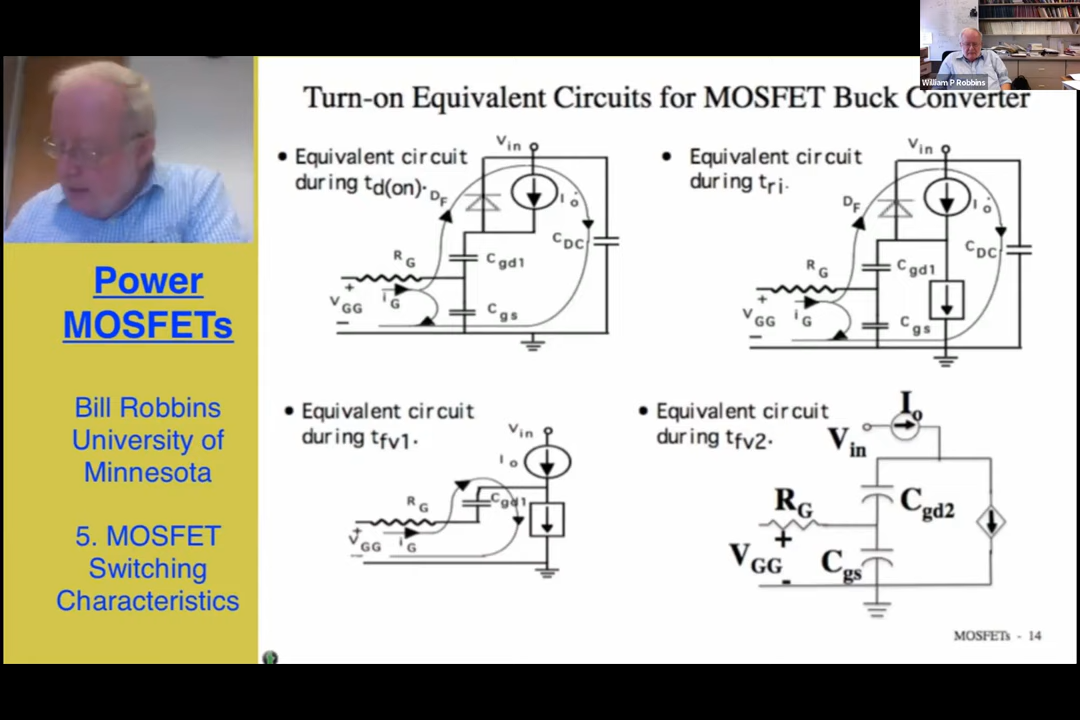 William P Robbins
Turn-on Equivalent Circuits for MOSFET Buck Converter
Power
MOSFETs
Bill Robbins
University of
Minnesota
5. MOSFET
Switching
Characteristics
• Equivalent circuit
during td(on).
Vin
DF
Io
CDC
RG
Cgd1
+
VGG
iG
Cgs
−
• Equivalent circuit
during tri.
Vin
DF
Io
CDC
RG
Cgd1
+
VGG
iG
Cgs
−
• Equivalent circuit
during tfv1.
Vin
Io
RG
Cgd1
+
VGG
iG
−
• Equivalent circuit
during tfv2.
Io
Vin
RG
Cgd2
+
VGG
Cgs
-
MOSFETs - 14